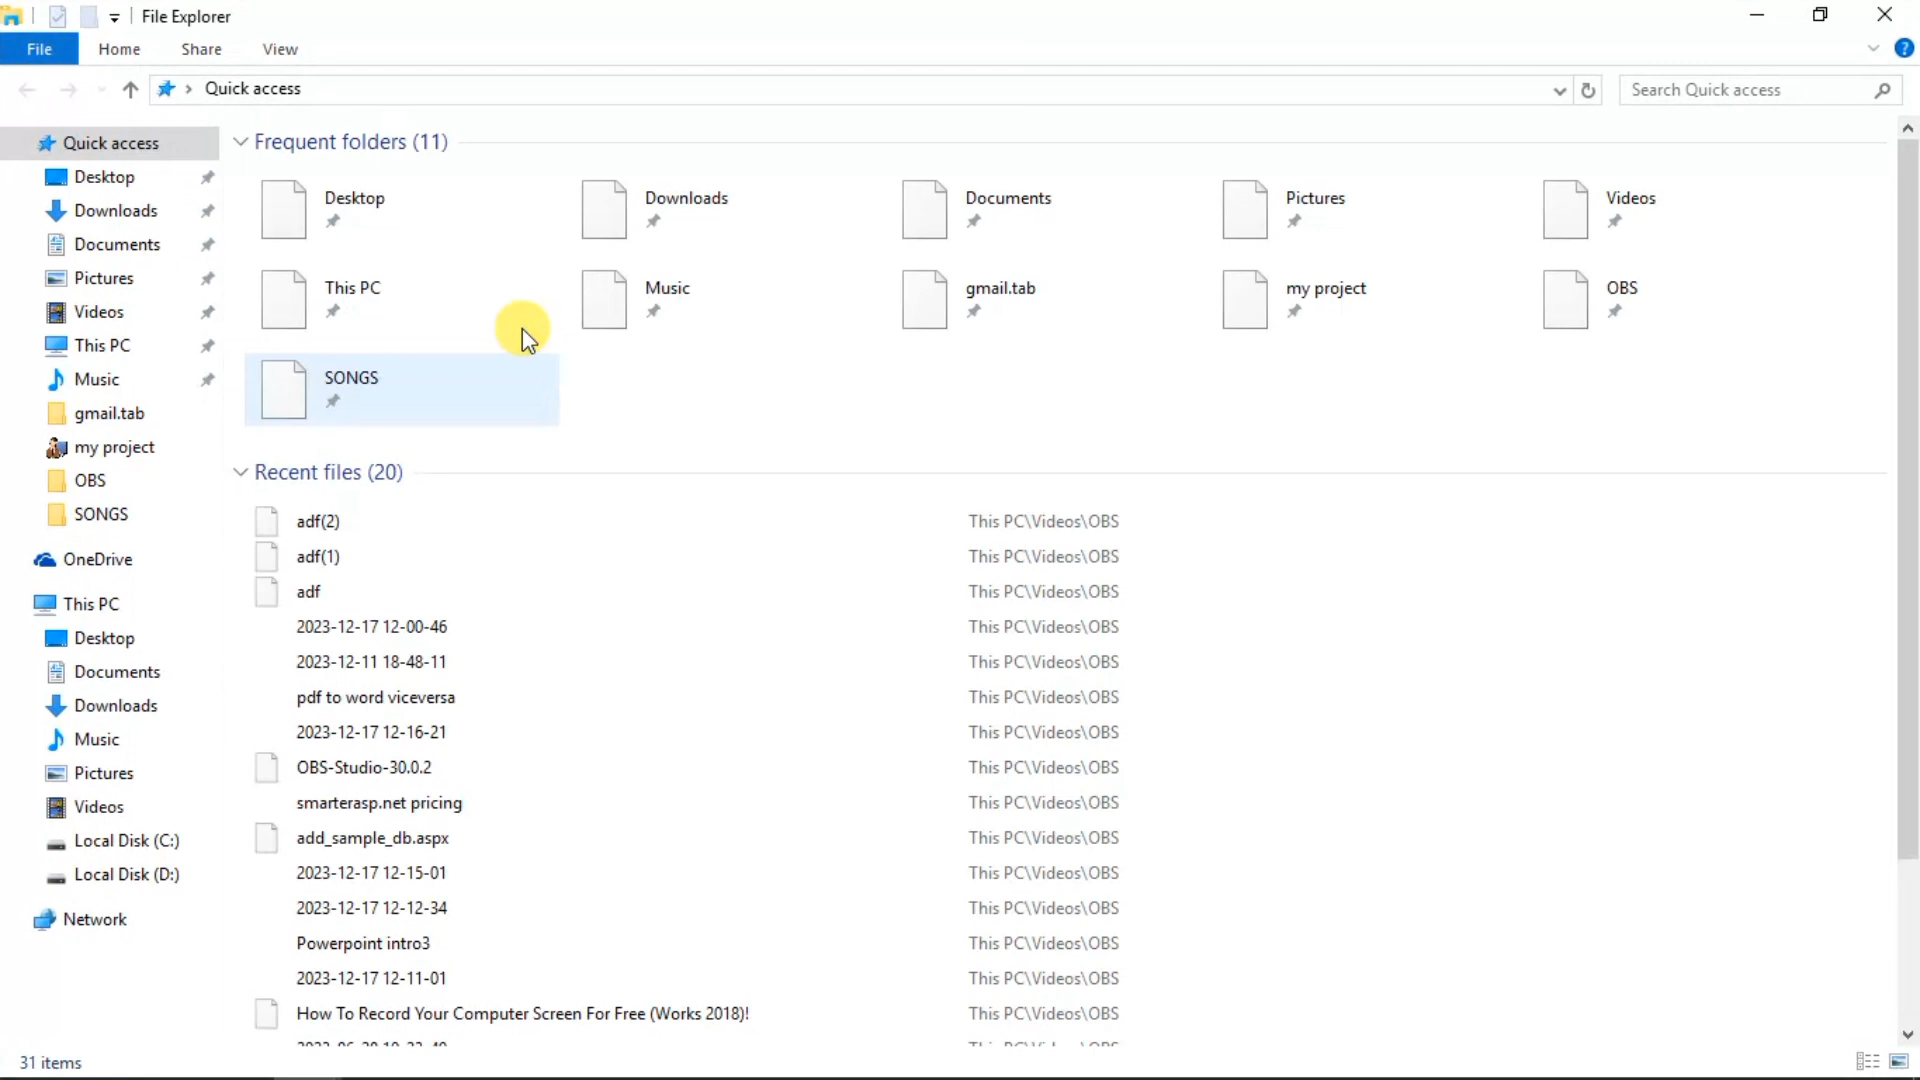 File Explorer
File Home Share View
Quick access
Search Quick access
Quick access
Desktop
Downloads
Documents
Pictures
Videos
This PC
Music
gmail.tab
my project
OBS
SONGS
OneDrive
This PC
Desktop
Documents
Downloads
Music
Pictures
Videos
Local Disk (C:)
Local Disk (D:)
Network
Frequent folders (11)
Desktop Downloads Documents Pictures Videos
This PC Music gmail.tab my project OBS
SONGS
Recent files (20)
adf(2) This PC\Videos\OBS
adf(1) This PC\Videos\OBS
adf This PC\Videos\OBS
2023-12-17 12-00-46 This PC\Videos\OBS
2023-12-11 18-48-11 This PC\Videos\OBS
pdf to word viceversa This PC\Videos\OBS
2023-12-17 12-16-21 This PC\Videos\OBS
OBS-Studio-30.0.2 This PC\Videos\OBS
smarterasp.net pricing This PC\Videos\OBS
add_sample_db.aspx This PC\Videos\OBS
2023-12-17 12-15-01 This PC\Videos\OBS
2023-12-17 12-12-34 This PC\Videos\OBS
Powerpoint intro3 This PC\Videos\OBS
2023-12-17 12-11-01 This PC\Videos\OBS
How To Record Your Computer Screen For Free (Works 2018)! This PC\Videos\OBS
31 items